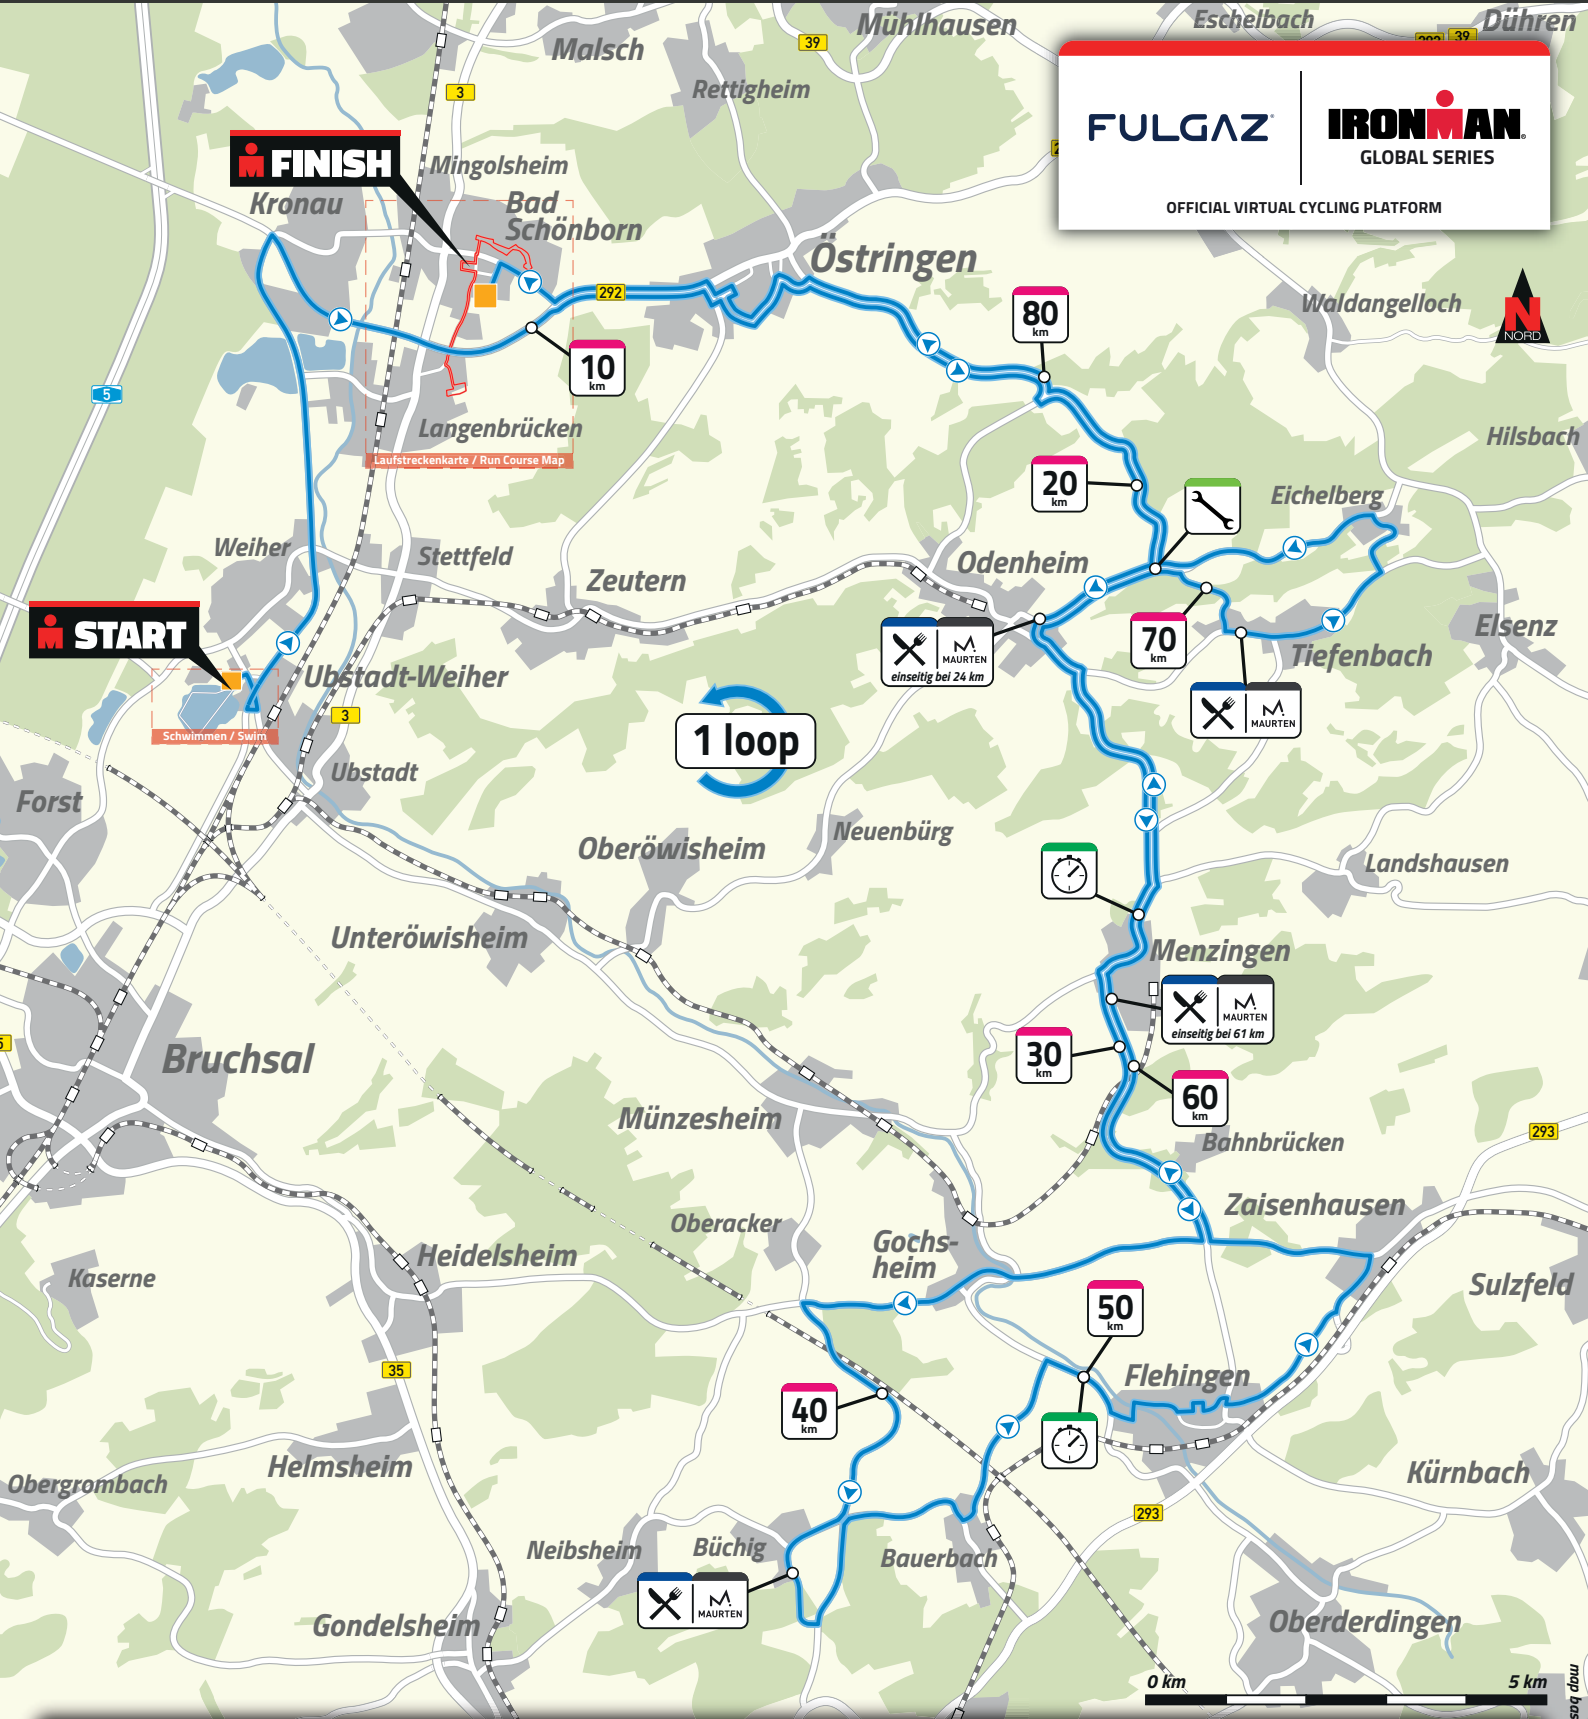 Malsch
Mühlhausen
Eschelbach
Dühren
39
39
3
Rettigheim
FULGAZ
IRONMAN
GLOBAL SERIES
OFFICIAL VIRTUAL CYCLING PLATFORM
FINISH
Mingolsheim
Kronau
Bad
Schönborn
Östringen
292
80
km
Waldangelloch
N
NORD
10
km
5
Langenbrücken
Laufstreckenkarte / Run Course Map
Hilsbach
20
km
Eichelberg
Weiher
Stettfeld
Zeutern
Odenheim
START
MAURTEN
einseitig bei 24 km
70
km
Tiefenbach
Elsenz
Ubstadt-Weiher
3
MAURTEN
Schwimmen / Swim
1 loop
Ubstadt
Forst
Oberöwisheim
Neuenbürg
Landshausen
Unteröwisheim
Menzingen
MAURTEN
einseitig bei 61 km
Bruchsal
30
km
60
km
Münzesheim
Bahnbrücken
293
Oberacker
Zaisenhausen
Gochs-
heim
Heidelsheim
Kaserne
Sulzfeld
50
km
35
Flehingen
40
km
Helmsheim
Obergrombach
Kürnbach
293
Neibsheim
Büchig
Bauerbach
MAURTEN
Gondelsheim
Oberderdingen
0 km
5 km
map bas